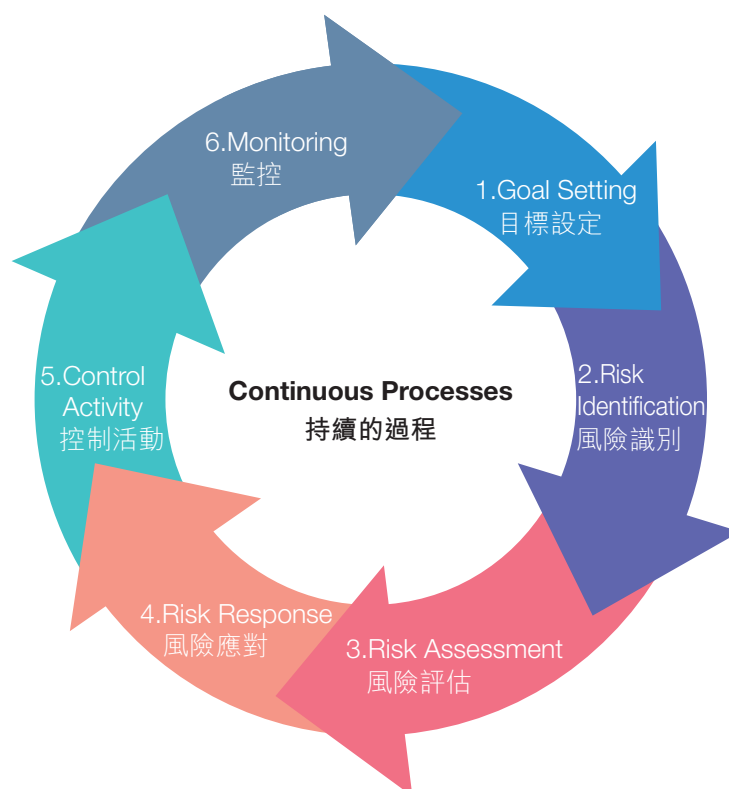 6.Monitoring
監控
1.Goal Setting
目標設定
2.Risk
Identification
風險識別
3.Risk Assessment
風險評估
4.Risk Response
風險應對
5.Control
Activity
控制活動
Continuous Processes
持續的過程